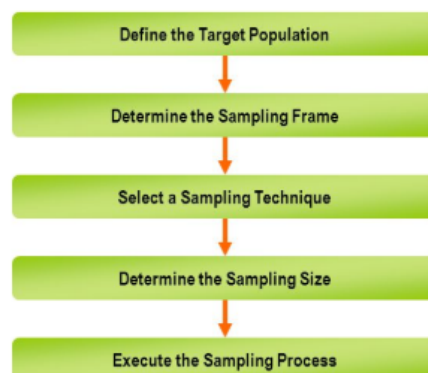 Define the Target Population
Determine the Sampling Frame
Select a Sampling Technique
Determine the Sampling Size
Execute the Sampling Process